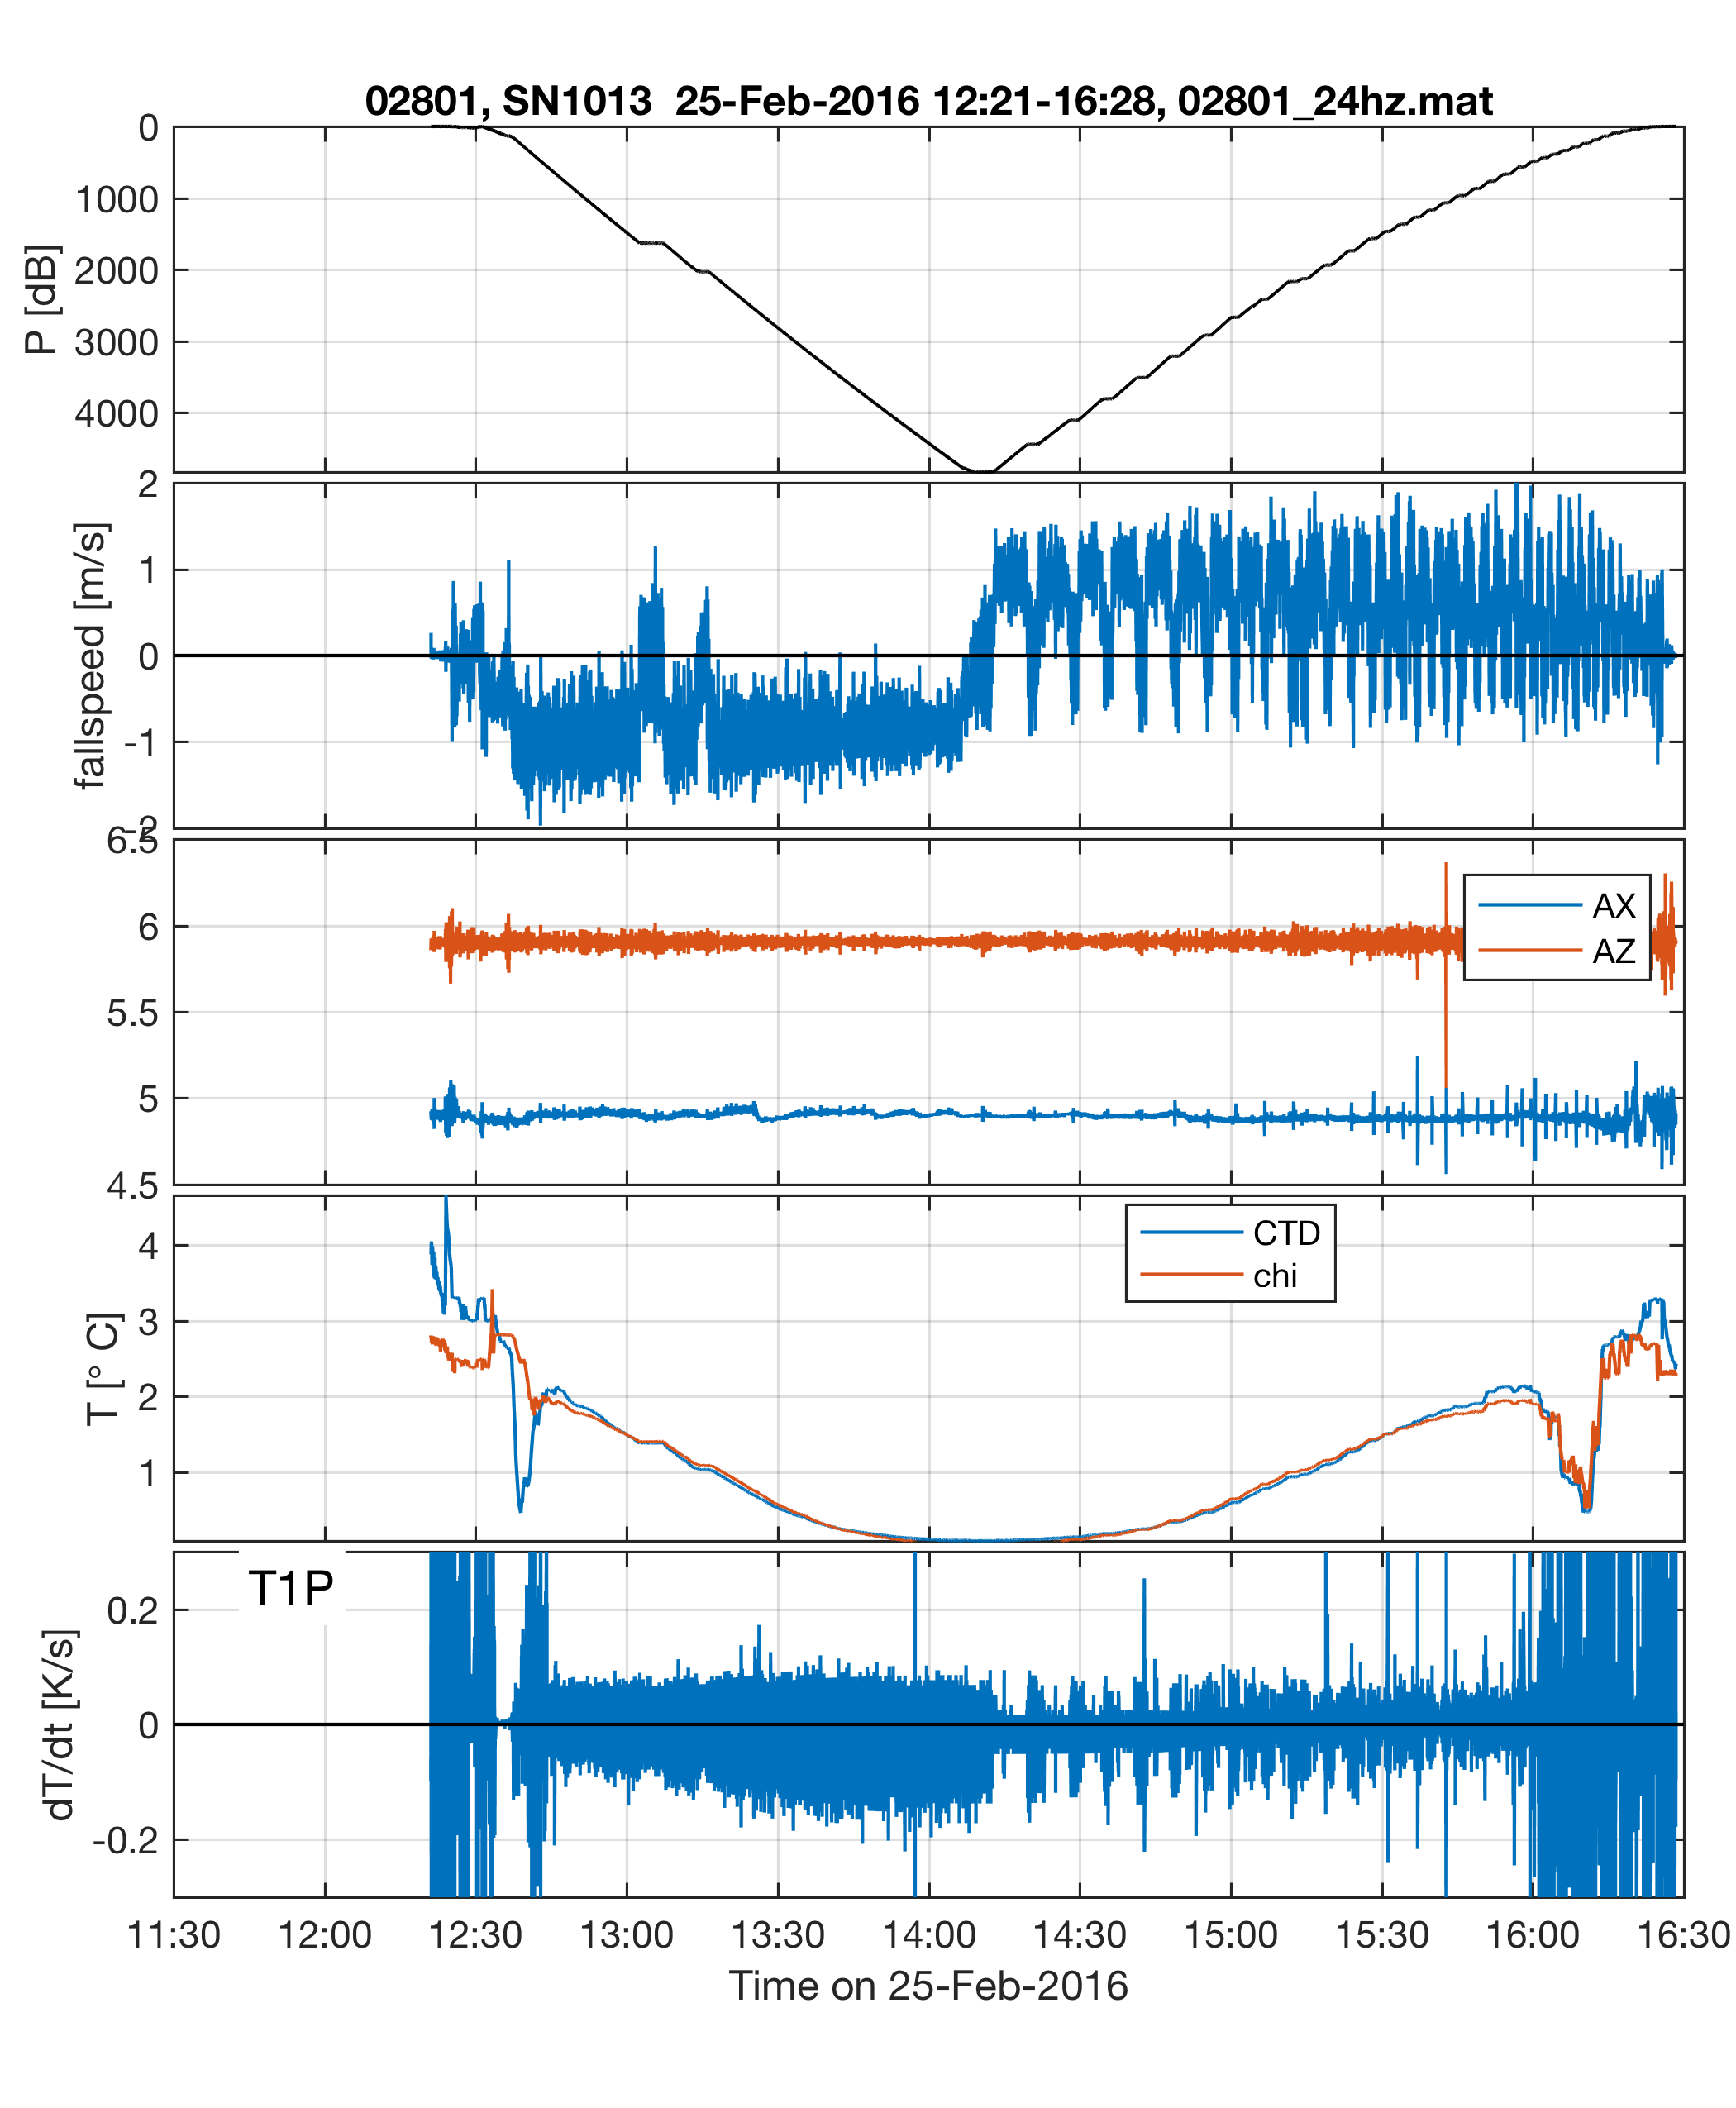 02801, SN1013  25-Feb-2016 12:21-16:28, 02801_24hz.mat
0
1000
2000
3000
4000
P [dB]
2
1
0
-1
-2
fallspeed [m/s]
6.5
6
5.5
5
4.5
AX
AZ
4
3
2
1
T [° C]
CTD
chi
T1P
0.2
0
-0.2
dT/dt [K/s]
11:30 12:00 12:30 13:00 13:30 14:00 14:30 15:00 15:30 16:00 16:30
Time on 25-Feb-2016